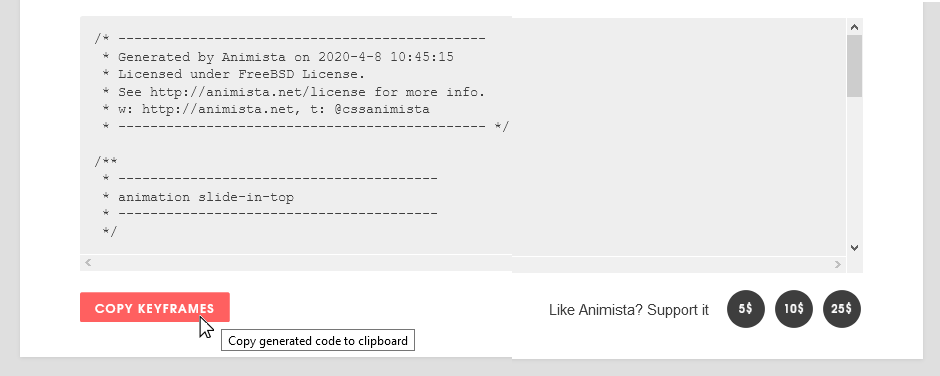 /* ----------------------------------------------
 * Generated by Animista on 2020-4-8 10:45:15
 * Licensed under FreeBSD License.
 * See http://animista.net/license for more info.
 * w: http://animista.net, t: @cssanimista
 * ---------------------------------------------- */
/**
 * ----------------------------------------
 * animation slide-in-top
 * ----------------------------------------
 */
COPY KEYFRAMES
Like Animista? Support it 5$ 10$ 25$
Copy generated code to clipboard